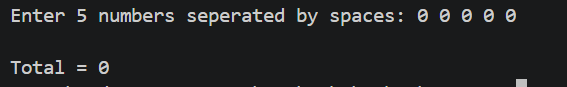 Enter 5 numbers seperated by spaces: 0 0 0 0 0
Total = 0